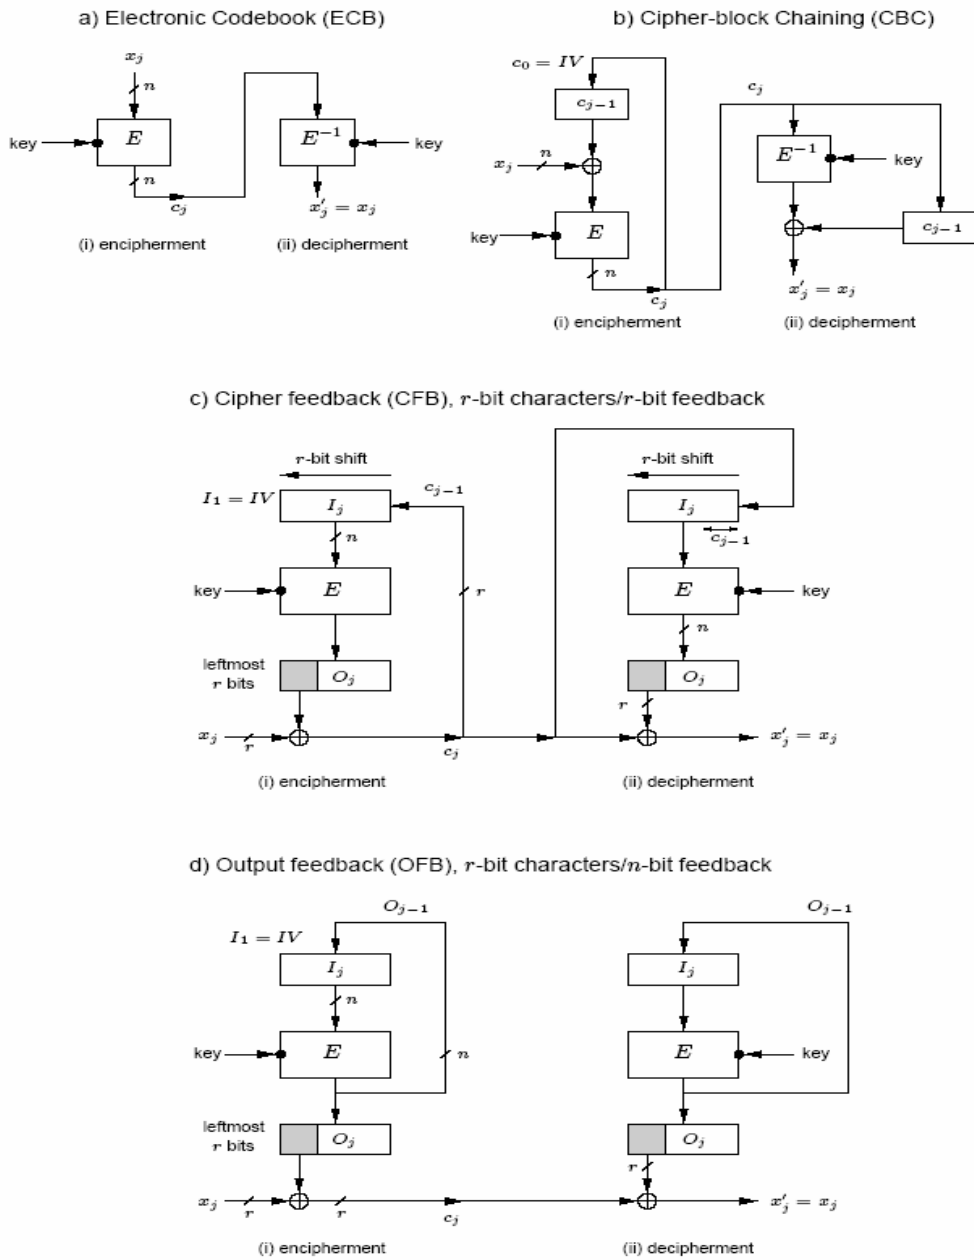 a) Electronic Codebook (ECB)
x_j
n
key
E
n
c_j
E^{-1}
key
x'_j = x_j
(i) encipherment
(ii) decipherment
b) Cipher-block Chaining (CBC)
c_0 = IV
c_{j-1}
x_j
n
key
E
n
c_j
(i) encipherment
c_j
E^{-1}
key
c_{j-1}
x'_j = x_j
(ii) decipherment
c) Cipher feedback (CFB), r-bit characters/r-bit feedback
r-bit shift
I_1 = IV
I_j
c_{j-1}
n
key
E
r
leftmost
r bits
O_j
x_j
r
c_j
(i) encipherment
r-bit shift
I_j
c_{j-1}
E
key
n
O_j
r
x'_j = x_j
(ii) decipherment
d) Output feedback (OFB), r-bit characters/n-bit feedback
O_{j-1}
I_1 = IV
I_j
n
key
E
n
leftmost
r bits
O_j
x_j
r
r
c_j
(i) encipherment
O_{j-1}
I_j
E
key
O_j
r
x'_j = x_j
(ii) decipherment